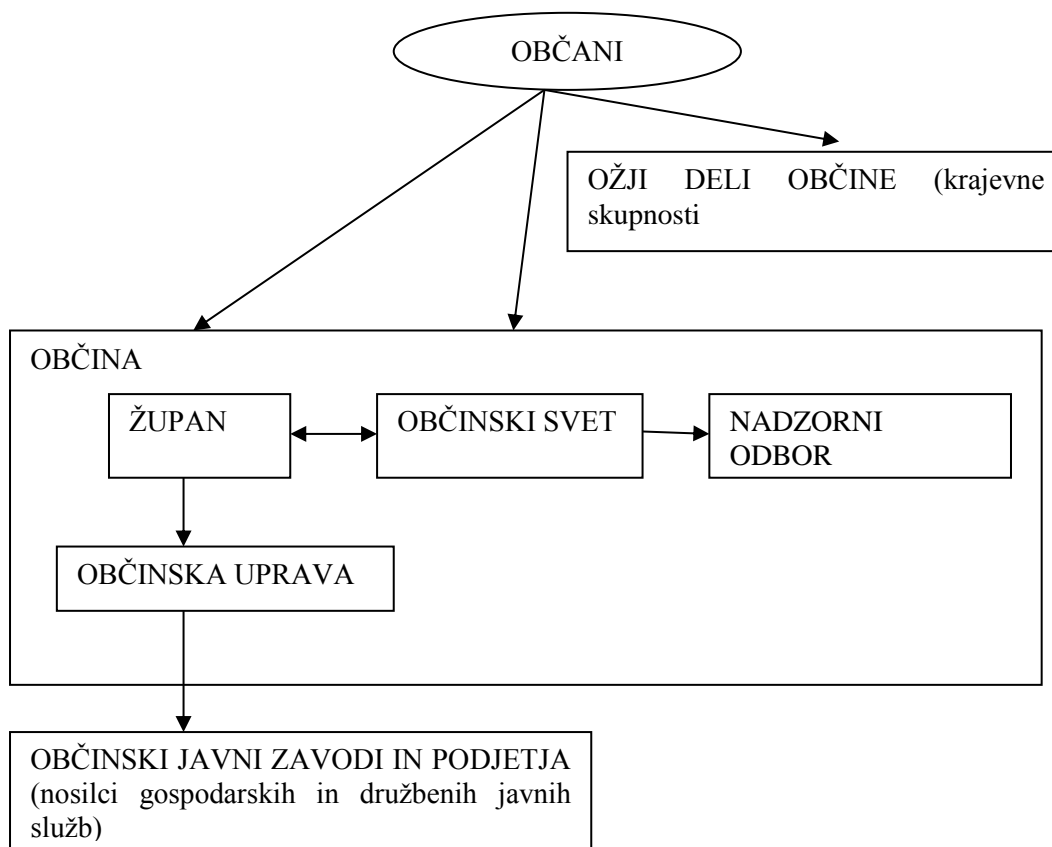 OBČANI
OŽJI DELI OBČINE (krajevne
skupnosti
OBČINA
ŽUPAN
OBČINSKI SVET
NADZORNI
ODBOR
OBČINSKA UPRAVA
OBČINSKI JAVNI ZAVODI IN PODJETJA
(nosilci gospodarskih in družbenih javnih
služb)